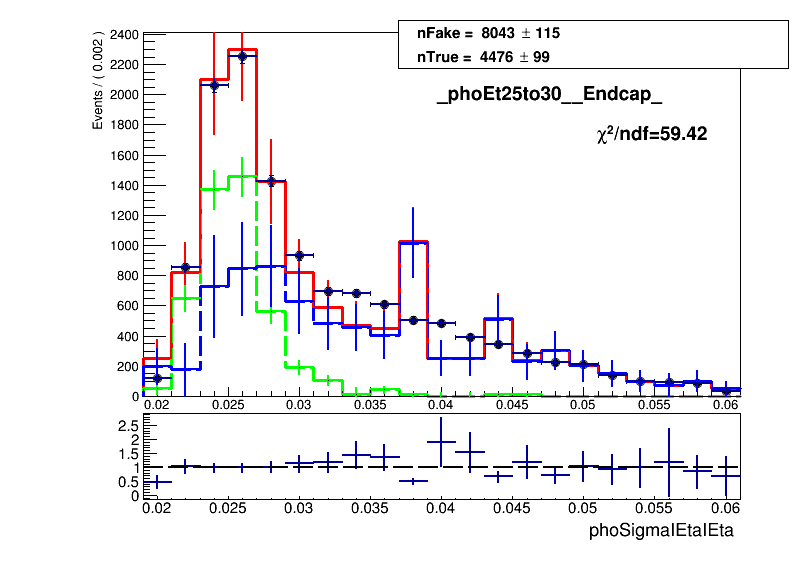 nFake = 8043 ± 115
nTrue = 4476 ± 99
_phoEt25to30__Endcap_
χ²/ndf=59.42
Events / ( 0.002 )
2400
2200
2000
1800
1600
1400
1200
1000
800
600
400
200
0
0.02 0.025 0.03 0.035 0.04 0.045 0.05 0.055 0.06
2.5
2
1.5
1
0.5
0
0.02 0.025 0.03 0.035 0.04 0.045 0.05 0.055 0.06
phoSigmaIEtaIEta